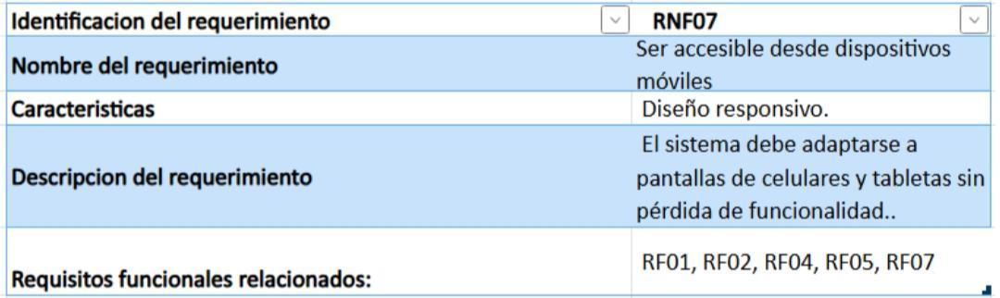 Identificacion del requerimiento RNF07
Nombre del requerimiento Ser accesible desde dispositivos
móviles
Caracteristicas Diseño responsivo.
El sistema debe adaptarse a
Descripcion del requerimiento pantallas de celulares y tabletas sin
pérdida de funcionalidad..
Requisitos funcionales relacionados: RF01, RF02, RF04, RF05, RF07